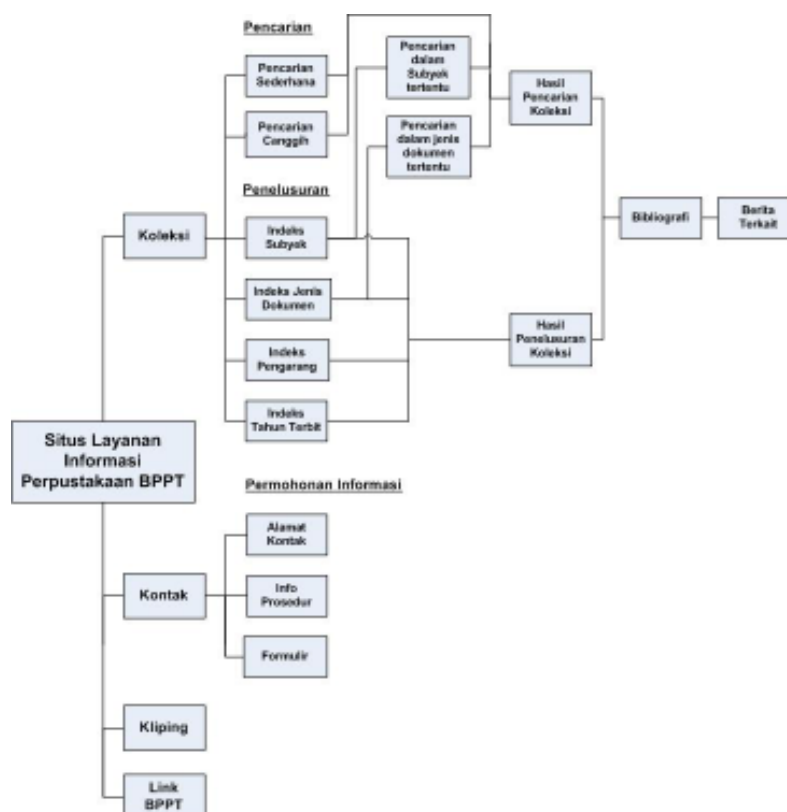 Pencarian
Pencarian
Sederhana
Pencarian
Canggih
Pencarian
dalam
Subyek
tertentu
Pencarian
dalam jenis
dokumen
tertentu
Hasil
Pencarian
Koleksi
Penelusuran
Koleksi
Indeks
Subyek
Indeks Jenis
Dokumen
Indeks
Pengarang
Indeks
Tahun Terbit
Hasil
Penelusuran
Koleksi
Bibliografi
Berita
Terkait
Situs Layanan
Informasi
Perpustakaan BPPT
Permohonan Informasi
Kontak
Alamat
Kontak
Info
Prosedur
Formulir
Kliping
Link
BPPT